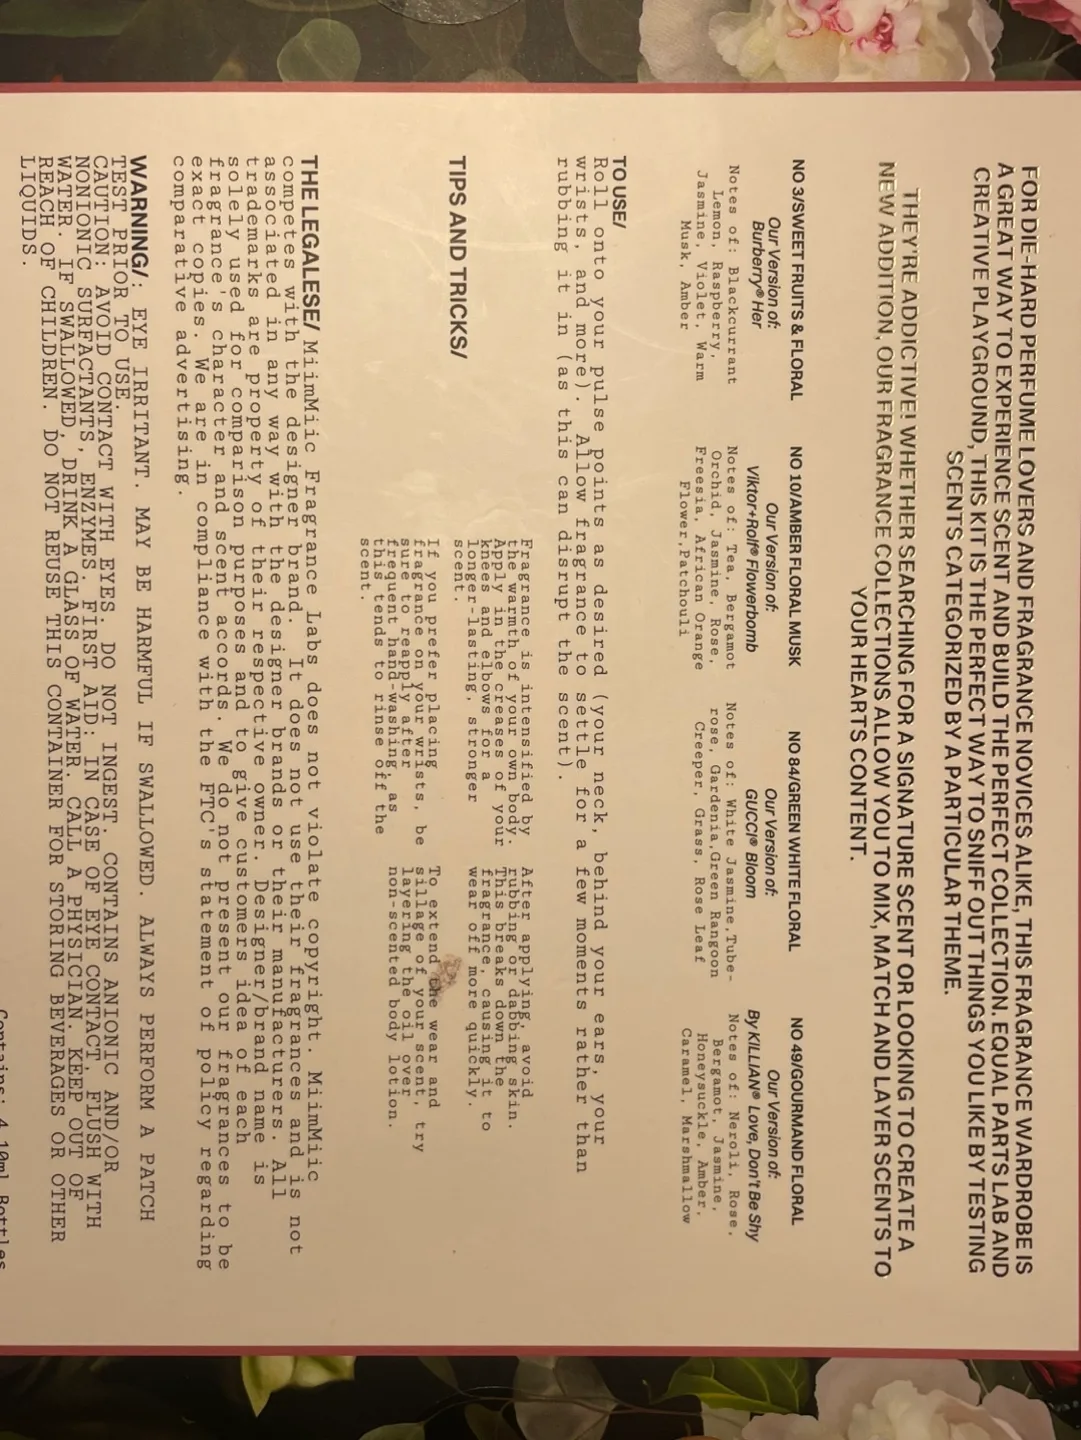 FOR DIE-HARD PERFUME LOVERS AND FRAGRANCE NOVICES ALIKE, THIS FRAGRANCE WARDROBE IS
A GREAT WAY TO EXPERIENCE SCENT AND BUILD THE PERFECT COLLECTION. EQUAL PARTS LAB AND
CREATIVE PLAYGROUND, THIS KIT IS THE PERFECT WAY TO SNIFF OUT THINGS YOU LIKE BY TESTING
SCENTS CATEGORIZED BY A PARTICULAR THEME.
THEY'RE ADDICTIVE! WHETHER SEARCHING FOR A SIGNATURE SCENT OR LOOKING TO CREATE A
NEW ADDITION, OUR FRAGRANCE COLLECTIONS ALLOW YOU TO MIX, MATCH AND LAYER SCENTS TO
YOUR HEARTS CONTENT.
NO 3/SWEET FRUITS & FLORAL
Our Version of:
Burberry® Her
Notes of: Blackcurrant
Lemon, Raspberry,
Jasmine, Violet, Warm
Musk, Amber
NO 10/AMBER FLORAL MUSK
Our Version of:
Viktor+Rolf® Flowerbomb
Notes of: Tea, Bergamot
Orchid, Jasmine, Rose,
Freesia, African Orange
Flower,Patchouli
NO 84/GREEN WHITE FLORAL
Our Version of:
GUCCI® Bloom
Notes of: White Jasmine,Tube-
rose, Gardenia,Green Rangoon
Creeper, Grass, Rose Leaf
NO 49/GOURMAND FLORAL
Our Version of:
By KILLIAN® Love, Don't Be Shy
Notes of: Neroli, Rose,
Bergamot, Jasmine,
Honeysuckle, Amber,
Caramel, Marshmallow
TO USE/
Roll onto your pulse points as desired (your neck, behind your ears, your
wrists, and more). Allow fragrance to settle for a few moments rather than
rubbing it in (as this can disrupt the scent).
TIPS AND TRICKS/
Fragrance is intensified by
the warmth of your own body.
Apply in the creases of your
knees and elbows for a
longer-lasting, stronger
scent.
After applying, avoid
rubbing or dabbing skin.
This breaks down the
fragrance, causing it to
wear off more quickly.
If you prefer placing
fragrance on your wrists, be
sure to reapply after
frequent hand-washing, as
this tends to rinse off the
scent.
To extend the wear and
sillage of your scent, try
layering the oil over
non-scented body lotion.
THE LEGALESE/ MiimMiic Fragrance Labs does not violate copyright. MiimMiic
competes with the designer brand. It does not use their fragrances and is not
associated in any way with the designer brands or their manufacturers. All
trademarks are property of their respective owner. Designer/brand name is
solely used for comparison purposes and to give customers idea of each
fragrance's character and scent accords. We do not present our fragrances to be
exact copies. We are in compliance with the FTC's statement of policy regarding
comparative advertising.
WARNING/: EYE IRRITANT. MAY BE HARMFUL IF SWALLOWED. ALWAYS PERFORM A PATCH
TEST PRIOR TO USE.
CAUTION: AVOID CONTACT WITH EYES. DO NOT INGEST. CONTAINS ANIONIC AND/OR
NONIONIC SURFACTANTS, ENZYMES. FIRST AID: IN CASE OF EYE CONTACT, FLUSH WITH
WATER. IF SWALLOWED, DRINK A GLASS OF WATER. CALL A PHYSICIAN. KEEP OUT OF
REACH OF CHILDREN. DO NOT REUSE THIS CONTAINER FOR STORING BEVERAGES OR OTHER
LIQUIDS.
Contains: 4 10ml Bottles